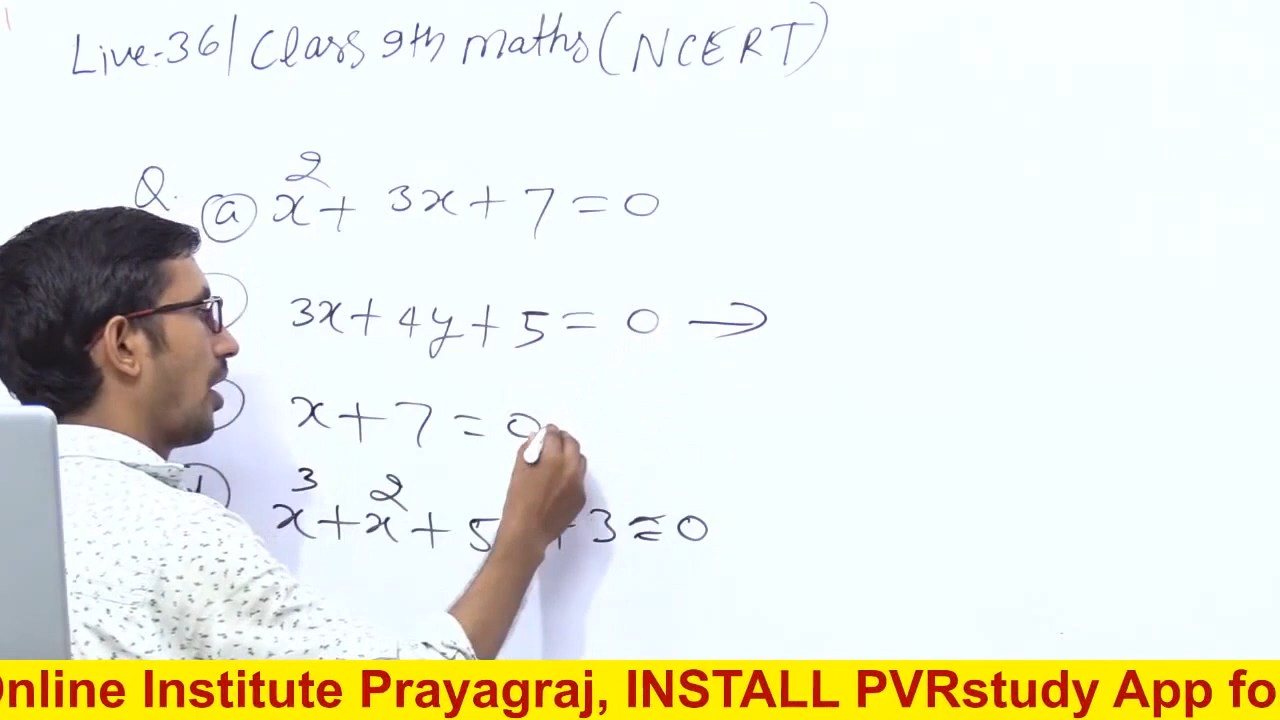 Live:-36| Class 9th maths (NCERT)
Q. (a) x² + 3x + 7 = 0
3x + 4y + 5 = 0 →
x + 7 = 0
x³ + x² + 5 + 3 = 0
Online Institute Prayagraj, INSTALL PVRstudy App fo